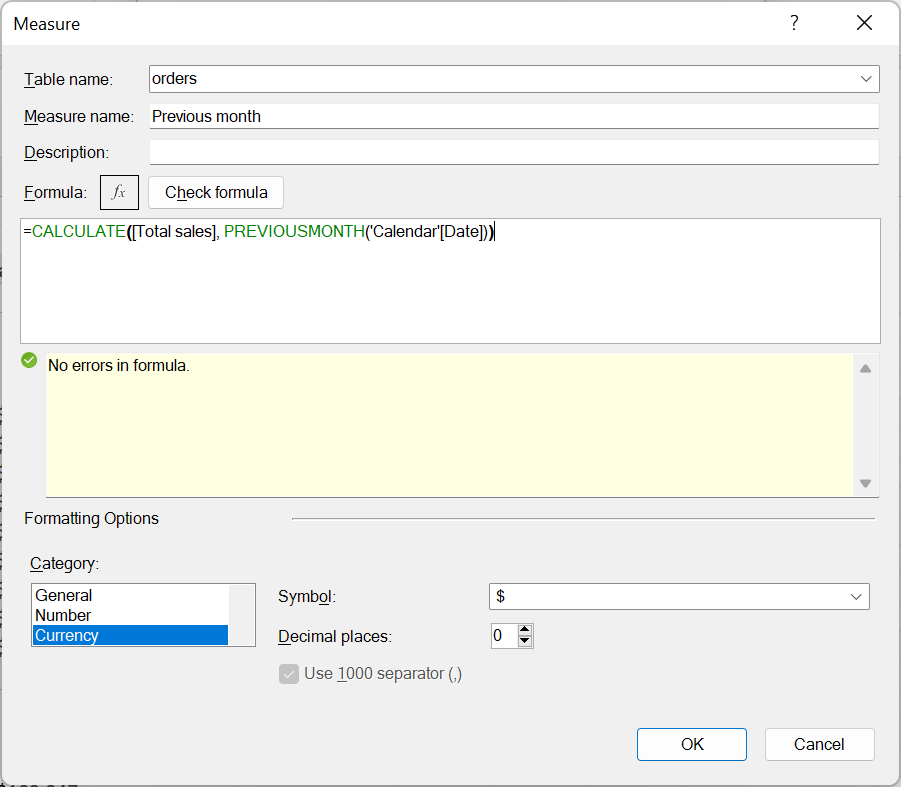 Measure ?
Table name: orders
Measure name: Previous month
Description:
Formula: fx Check formula
=CALCULATE([Total sales], PREVIOUSMONTH('Calendar'[Date]))
No errors in formula.
Formatting Options
Category:
General
Number
Currency
Symbol: $
Decimal places: 0
Use 1000 separator (,)
OK Cancel